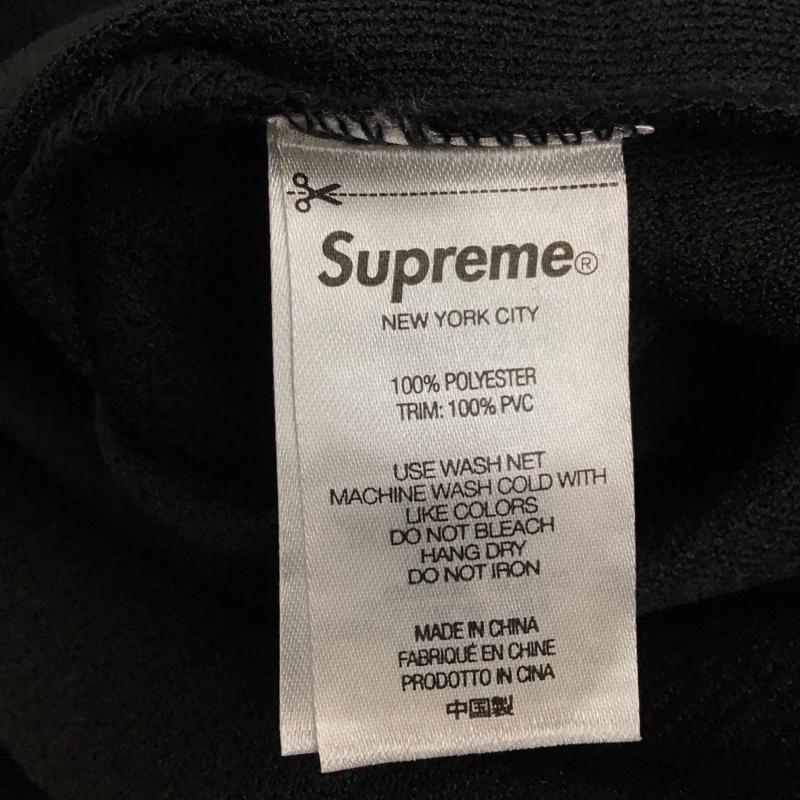 Supreme®
NEW YORK CITY
100% POLYESTER
TRIM: 100% PVC
USE WASH NET
MACHINE WASH COLD WITH
LIKE COLORS
DO NOT BLEACH
HANG DRY
DO NOT IRON
MADE IN CHINA
FABRIQUÉ EN CHINE
PRODOTTO IN CINA
中国製